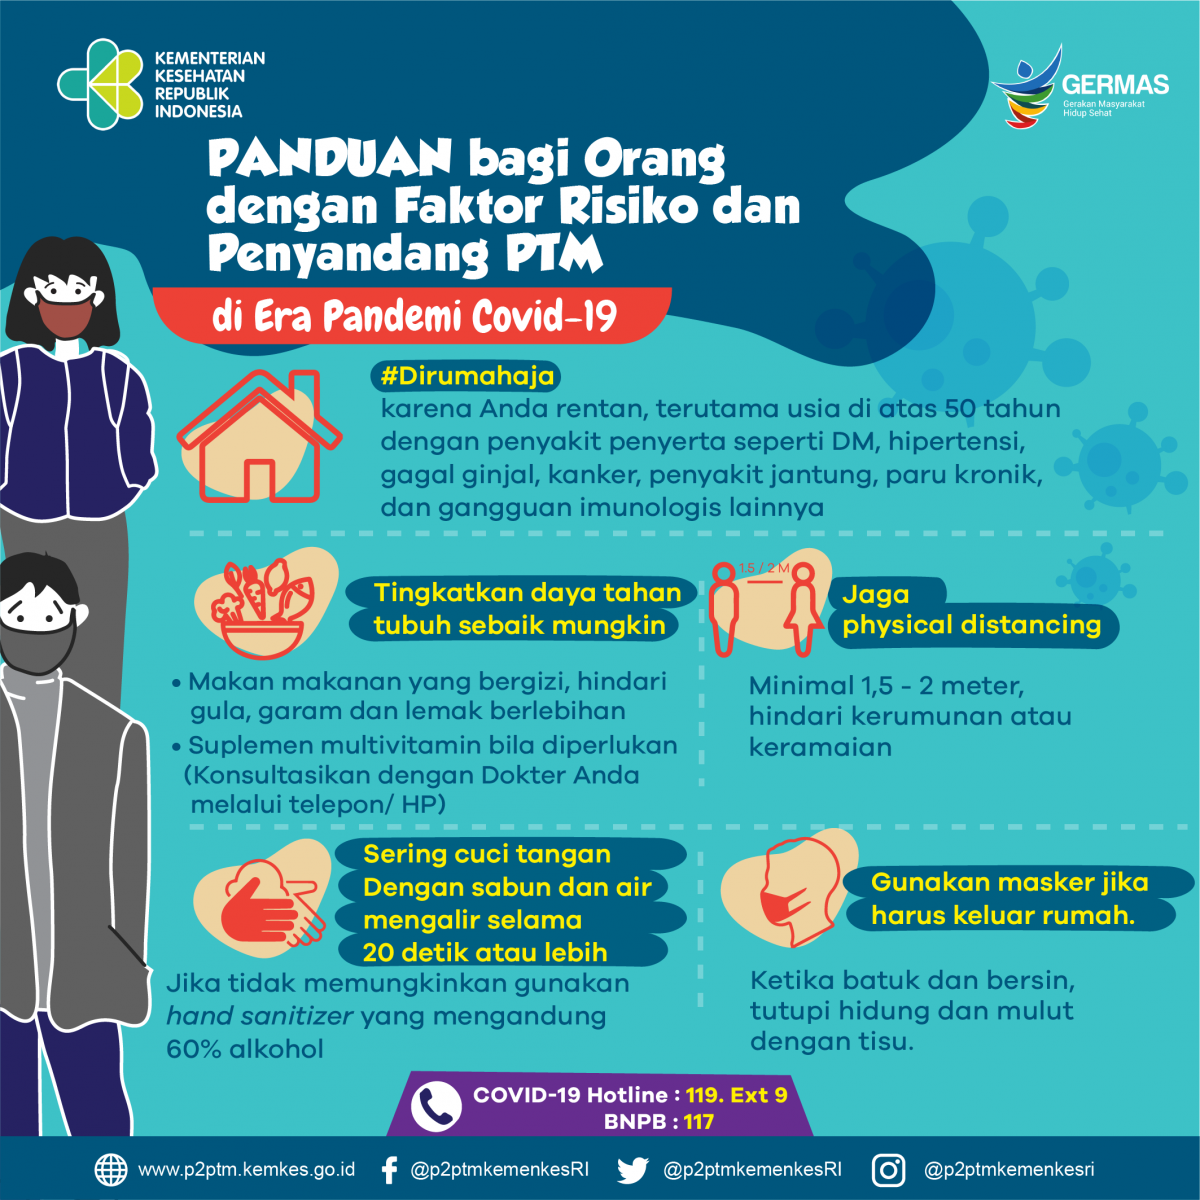 KEMENTERIAN
KESEHATAN
REPUBLIK
INDONESIA
GERMAS
Gerakan Masyarakat
Hidup Sehat
PANDUAN bagi Orang
dengan Faktor Risiko dan
Penyandang PTM
di Era Pandemi Covid-19
#Dirumahaja
karena Anda rentan, terutama usia di atas 50 tahun
dengan penyakit penyerta seperti DM, hipertensi,
gagal ginjal, kanker, penyakit jantung, paru kronik,
dan gangguan imunologis lainnya
Tingkatkan daya tahan
tubuh sebaik mungkin
• Makan makanan yang bergizi, hindari
gula, garam dan lemak berlebihan
• Suplemen multivitamin bila diperlukan
(Konsultasikan dengan Dokter Anda
melalui telepon/ HP)
1.5 / 2 M
Jaga
physical distancing
Minimal 1,5 - 2 meter,
hindari kerumunan atau
keramaian
Sering cuci tangan
Dengan sabun dan air
mengalir selama
20 detik atau lebih
Jika tidak memungkinkan gunakan
hand sanitizer yang mengandung
60% alkohol
Gunakan masker jika
harus keluar rumah.
Ketika batuk dan bersin,
tutupi hidung dan mulut
dengan tisu.
COVID-19 Hotline : 119. Ext 9
BNPB : 117
www.p2ptm.kemkes.go.id @p2ptmkemenkesRI @p2ptmkemenkesRI @p2ptmkemenkesri